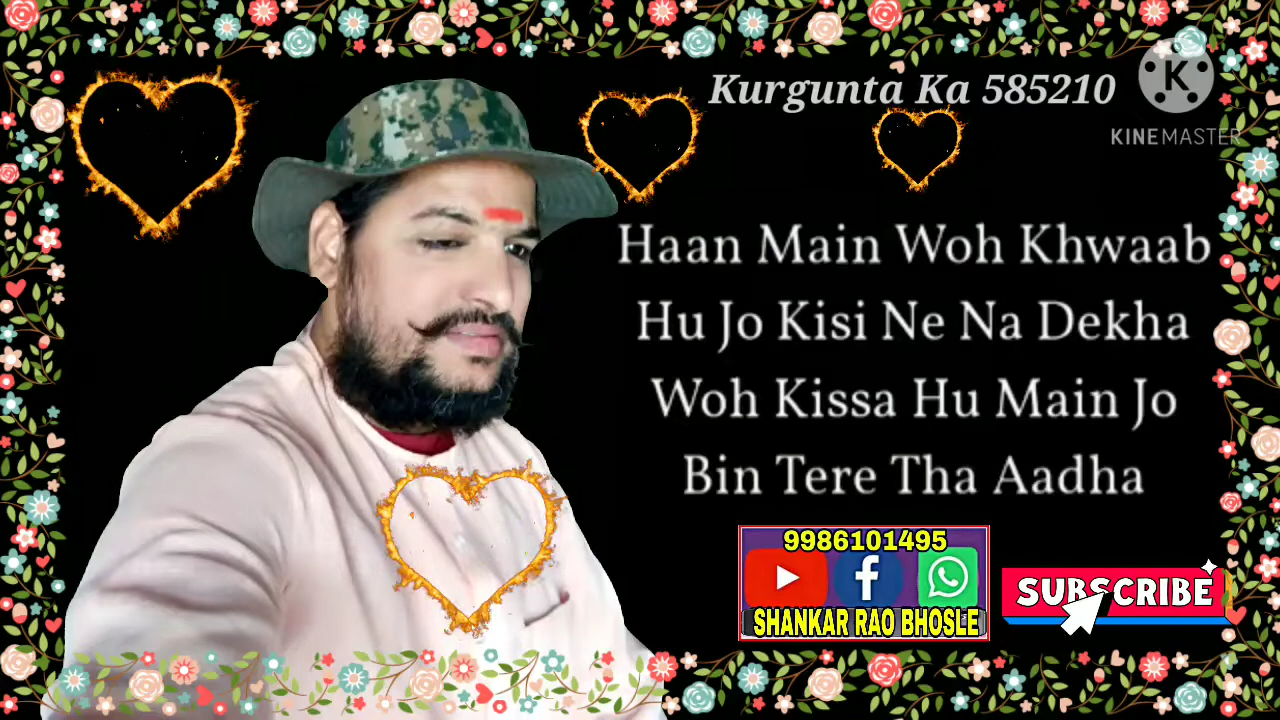 Kurgunta Ka 585210
K
KINEMASTER
Haan Main Woh Khwaab
Hu Jo Kisi Ne Na Dekha
Woh Kissa Hu Main Jo
Bin Tere Tha Aadha
9986101495
SHANKAR RAO BHOSLE
SUBSCRIBE